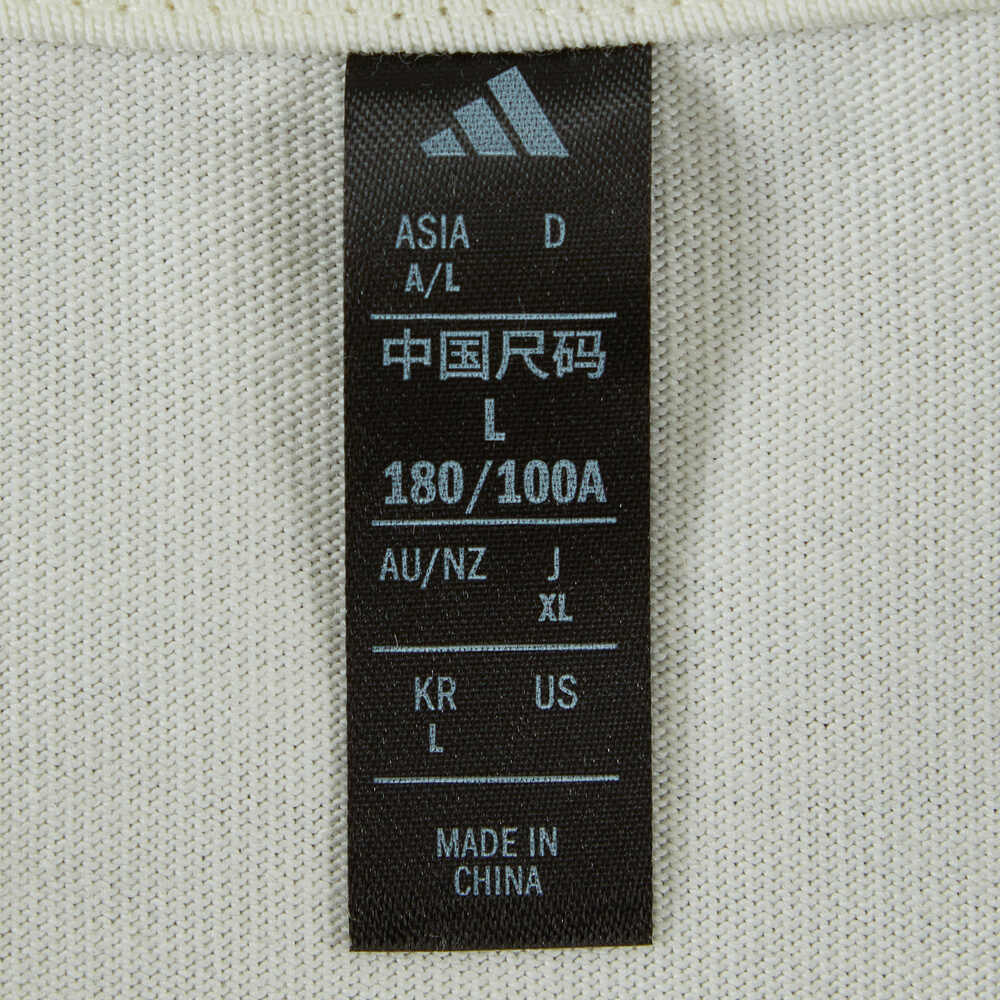 ASIA D
A/L
中国尺码
L
180/100A
AU/NZ J
XL
KR US
L
MADE IN
CHINA